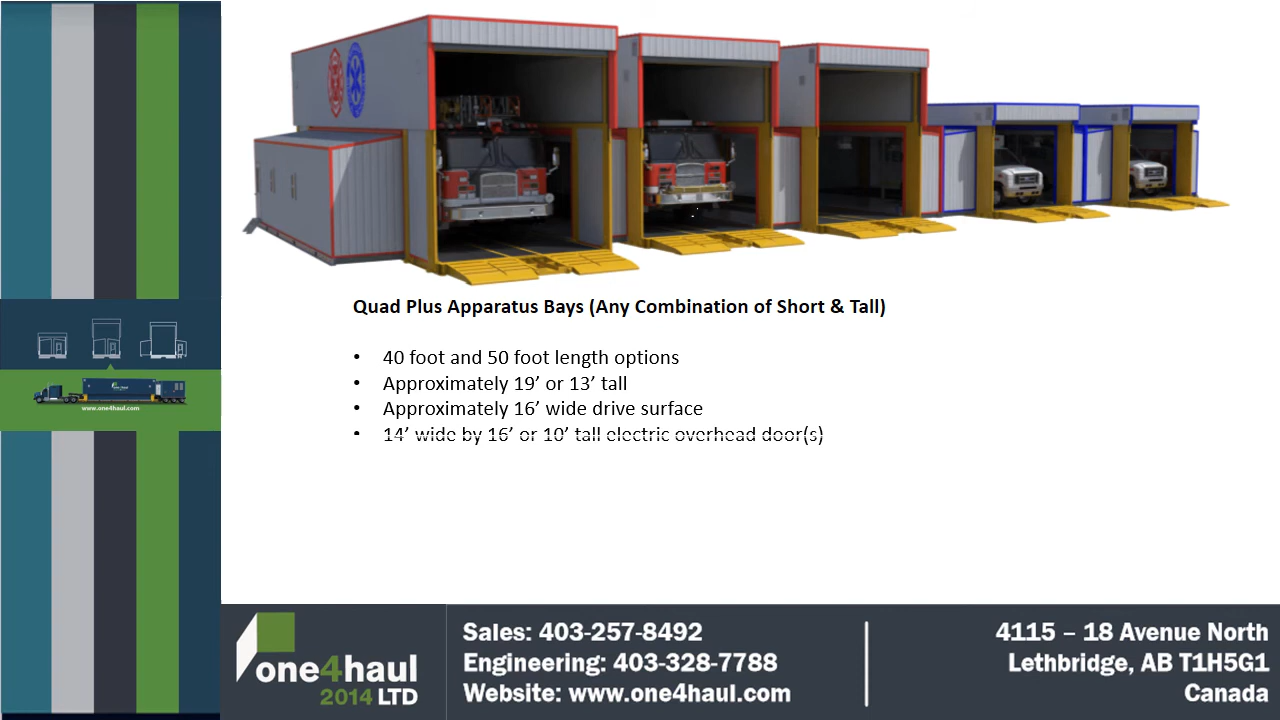 Quad Plus Apparatus Bays (Any Combination of Short & Tall)
• 40 foot and 50 foot length options
• Approximately 19’ or 13’ tall
• Approximately 16’ wide drive surface
• 14’ wide by 16’ or 10’ tall electric overhead door(s)
www.one4haul.com
one4haul
2014 LTD
Sales: 403-257-8492
Engineering: 403-328-7788
Website: www.one4haul.com
4115 – 18 Avenue North
Lethbridge, AB T1H5G1
Canada